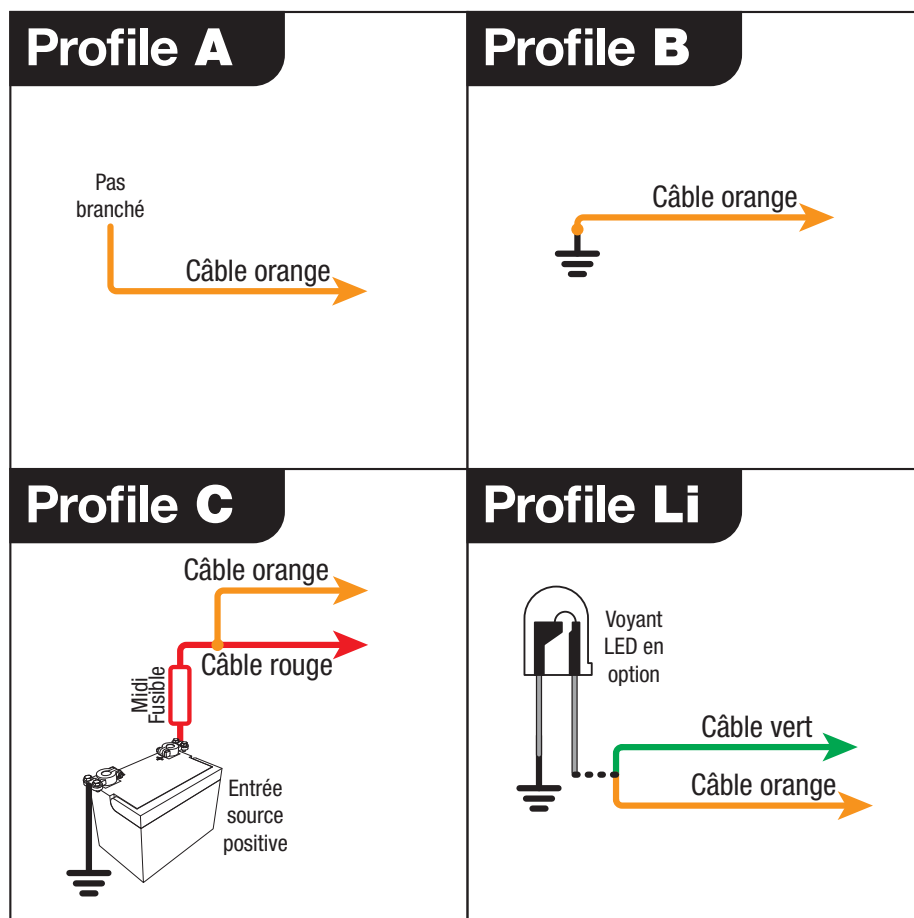 Profile A
Pas
branché
Câble orange
Profile B
Câble orange
Profile C
Câble orange
Câble rouge
Midi
Fusible
Entrée
source
positive
Profile Li
Voyant
LED en
option
Câble vert
Câble orange